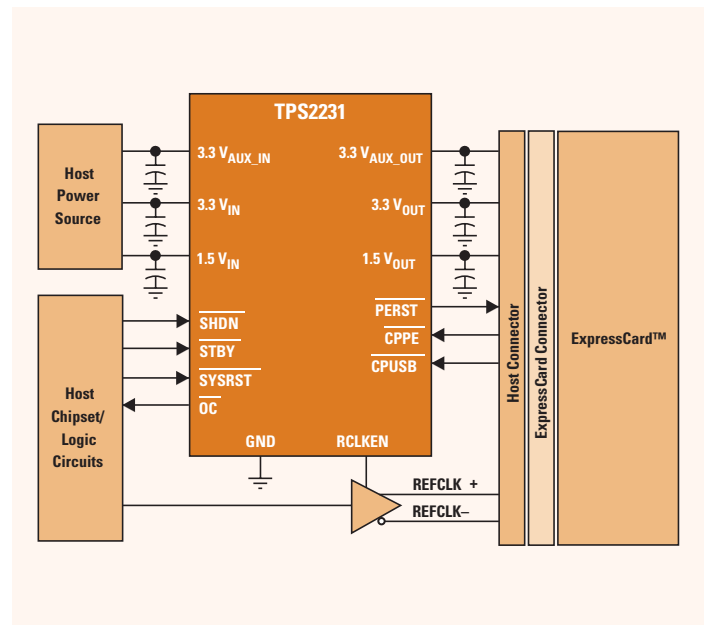 TPS2231
Host
Power
Source
3.3 VAUX_IN
3.3 VIN
1.5 VIN
3.3 VAUX_OUT
3.3 VOUT
1.5 VOUT
Host
Chipset/
Logic
Circuits
SHDN
STBY
SYSRST
OC
PERST
CPPE
CPUSB
GND
RCLKEN
REFCLK +
REFCLK–
Host Connector
ExpressCard Connector
ExpressCard™